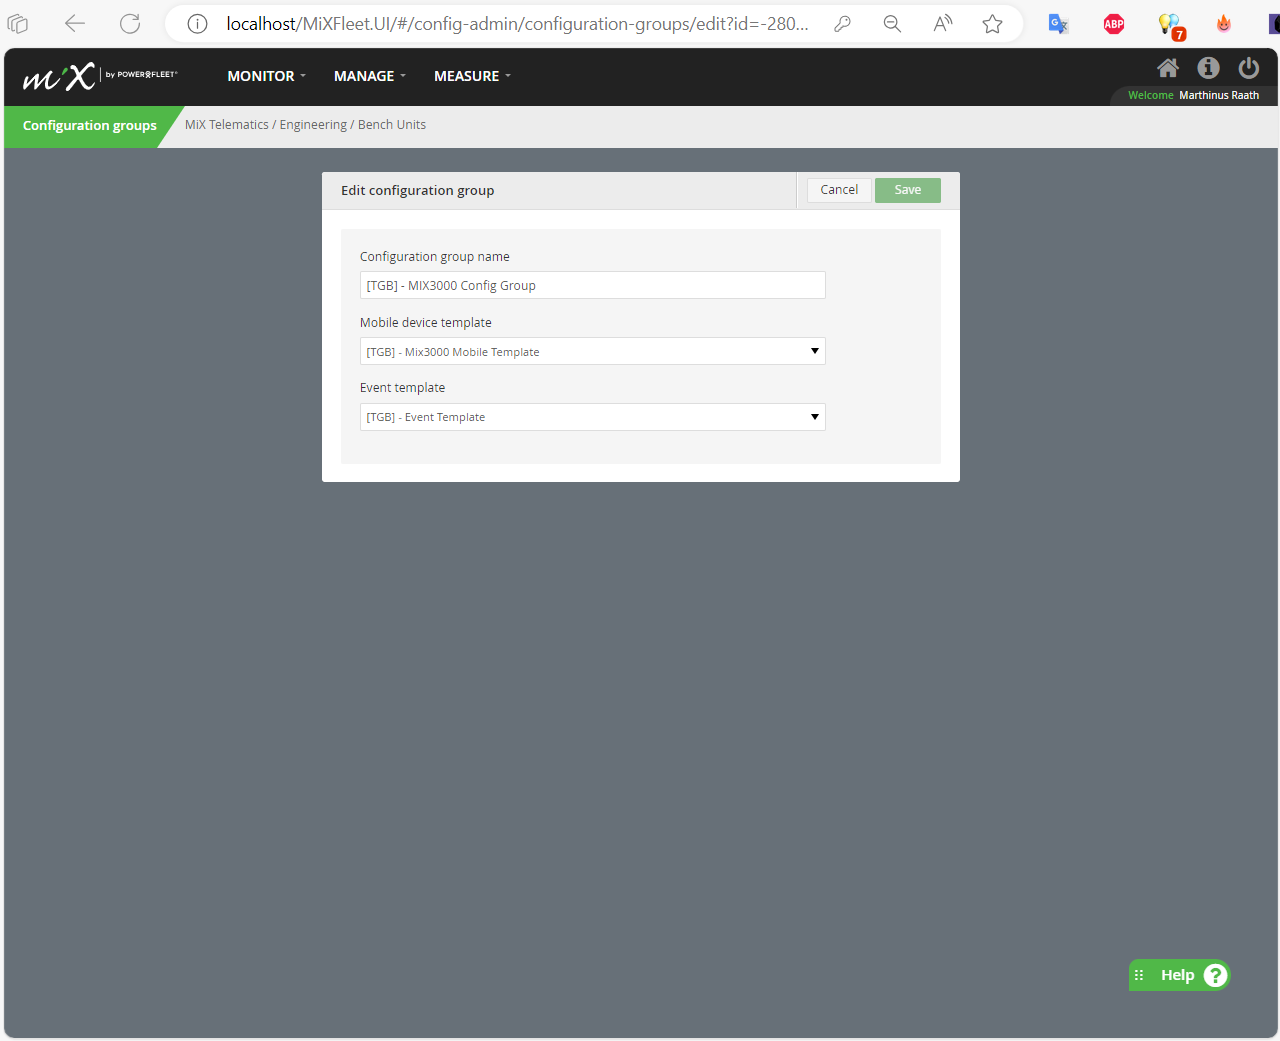 localhost/MiXFleet.UI/#/config-admin/configuration-groups/edit?id=-280...
ABP
7
mix by POWERFLEET
MONITOR MANAGE MEASURE
Welcome Marthinus Raath
Configuration groups MiX Telematics / Engineering / Bench Units
Edit configuration group Cancel Save
Configuration group name
[TGB] - MIX3000 Config Group
Mobile device template
[TGB] - Mix3000 Mobile Template
Event template
[TGB] - Event Template
Help ?